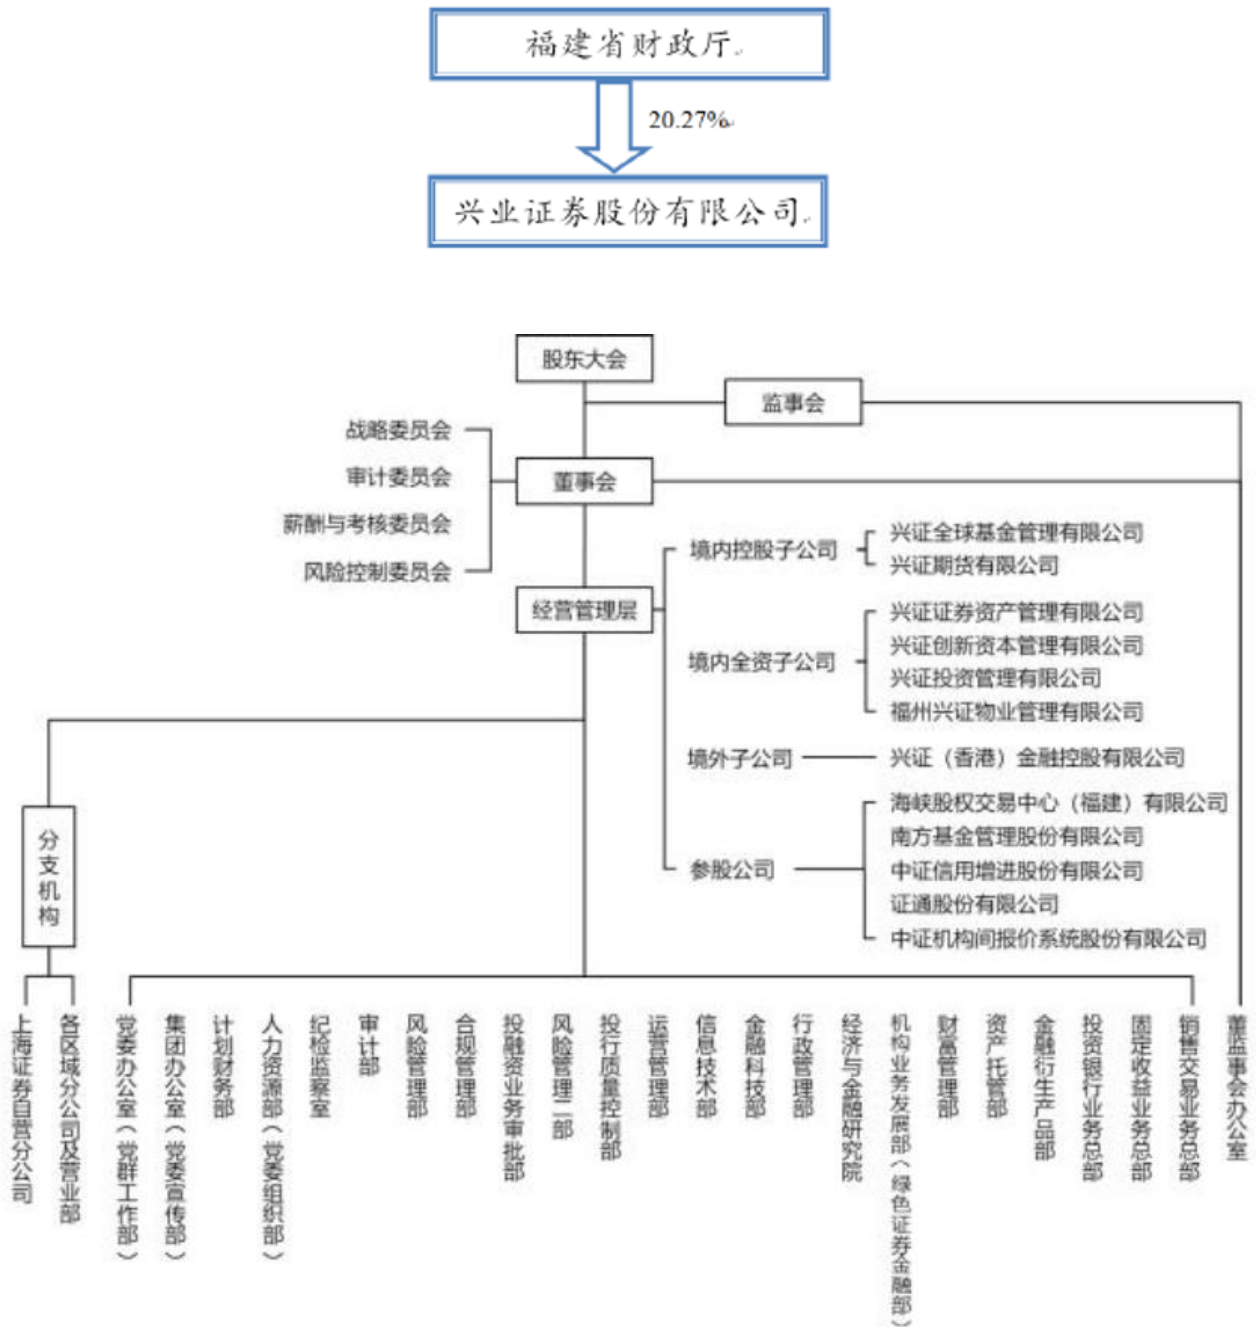 福建省财政厅
20.27%
兴业证券股份有限公司
股东大会
监事会
战略委员会
审计委员会
薪酬与考核委员会
风险控制委员会
董事会
经营管理层
境内控股子公司
兴证全球基金管理有限公司
兴证期货有限公司
境内全资子公司
兴证证券资产管理有限公司
兴证创新资本管理有限公司
兴证投资管理有限公司
福州兴证物业管理有限公司
境外子公司
兴证（香港）金融控股有限公司
参股公司
海峡股权交易中心（福建）有限公司
南方基金管理股份有限公司
中证信用增进股份有限公司
证通股份有限公司
中证机构间报价系统股份有限公司
分支机构
上海证券自营分公司
各区域分公司及营业部
党委办公室（党群工作部）
集团办公室（党委宣传部）
计划财务部
人力资源部（党委组织部）
纪检监察室
审计部
风险管理部
合规管理部
投融资业务审批部
风险管理二部
投行质量控制部
运营管理部
信息技术部
金融科技部
行政管理部
经济与金融研究院
机构业务发展部（绿色证券金融部）
财富管理部
资产托管部
金融衍生产品部
投资银行业务总部
固定收益业务总部
销售交易业务总部
董监事会办公室